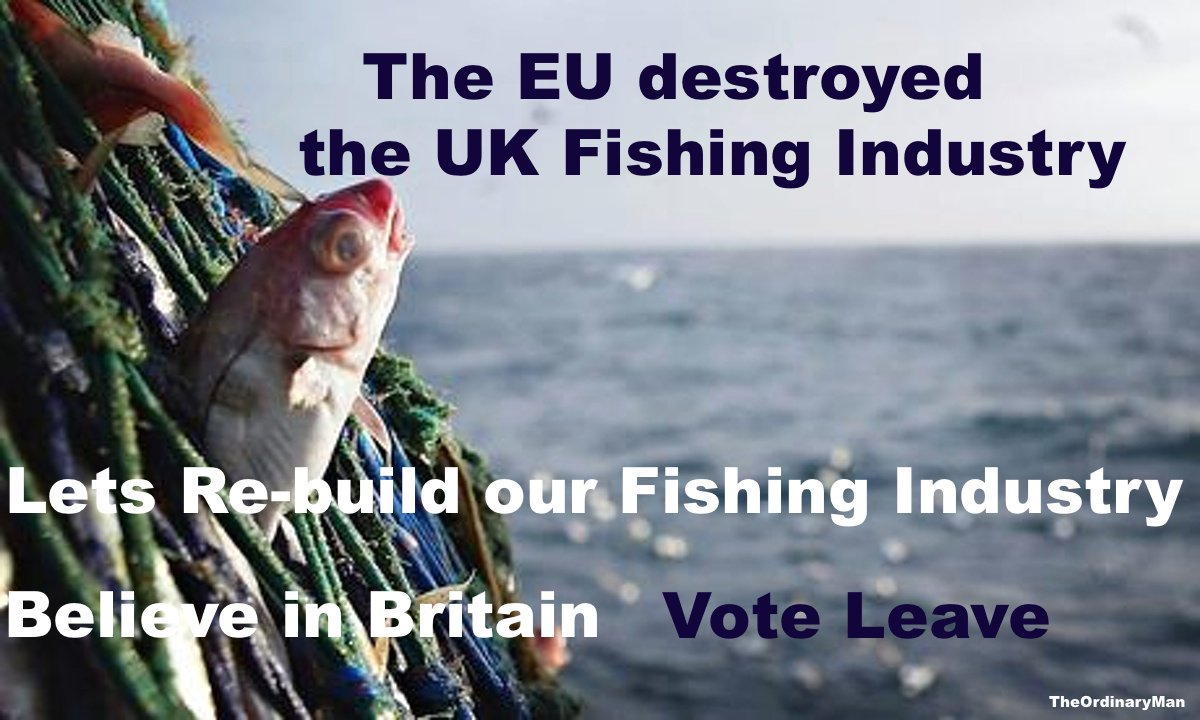 The EU destroyed
the UK Fishing Industry
Lets Re-build our Fishing Industry
Believe in Britain Vote Leave
TheOrdinaryMan